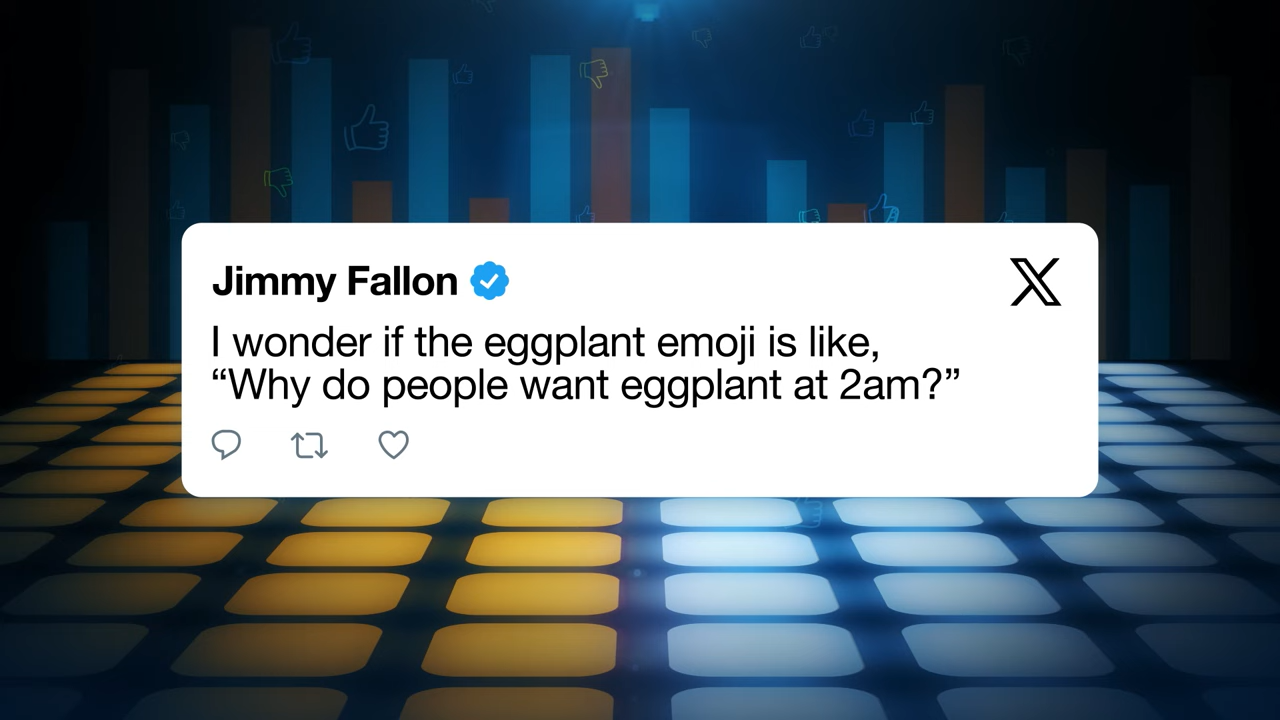 Jimmy Fallon
I wonder if the eggplant emoji is like,
“Why do people want eggplant at 2am?”